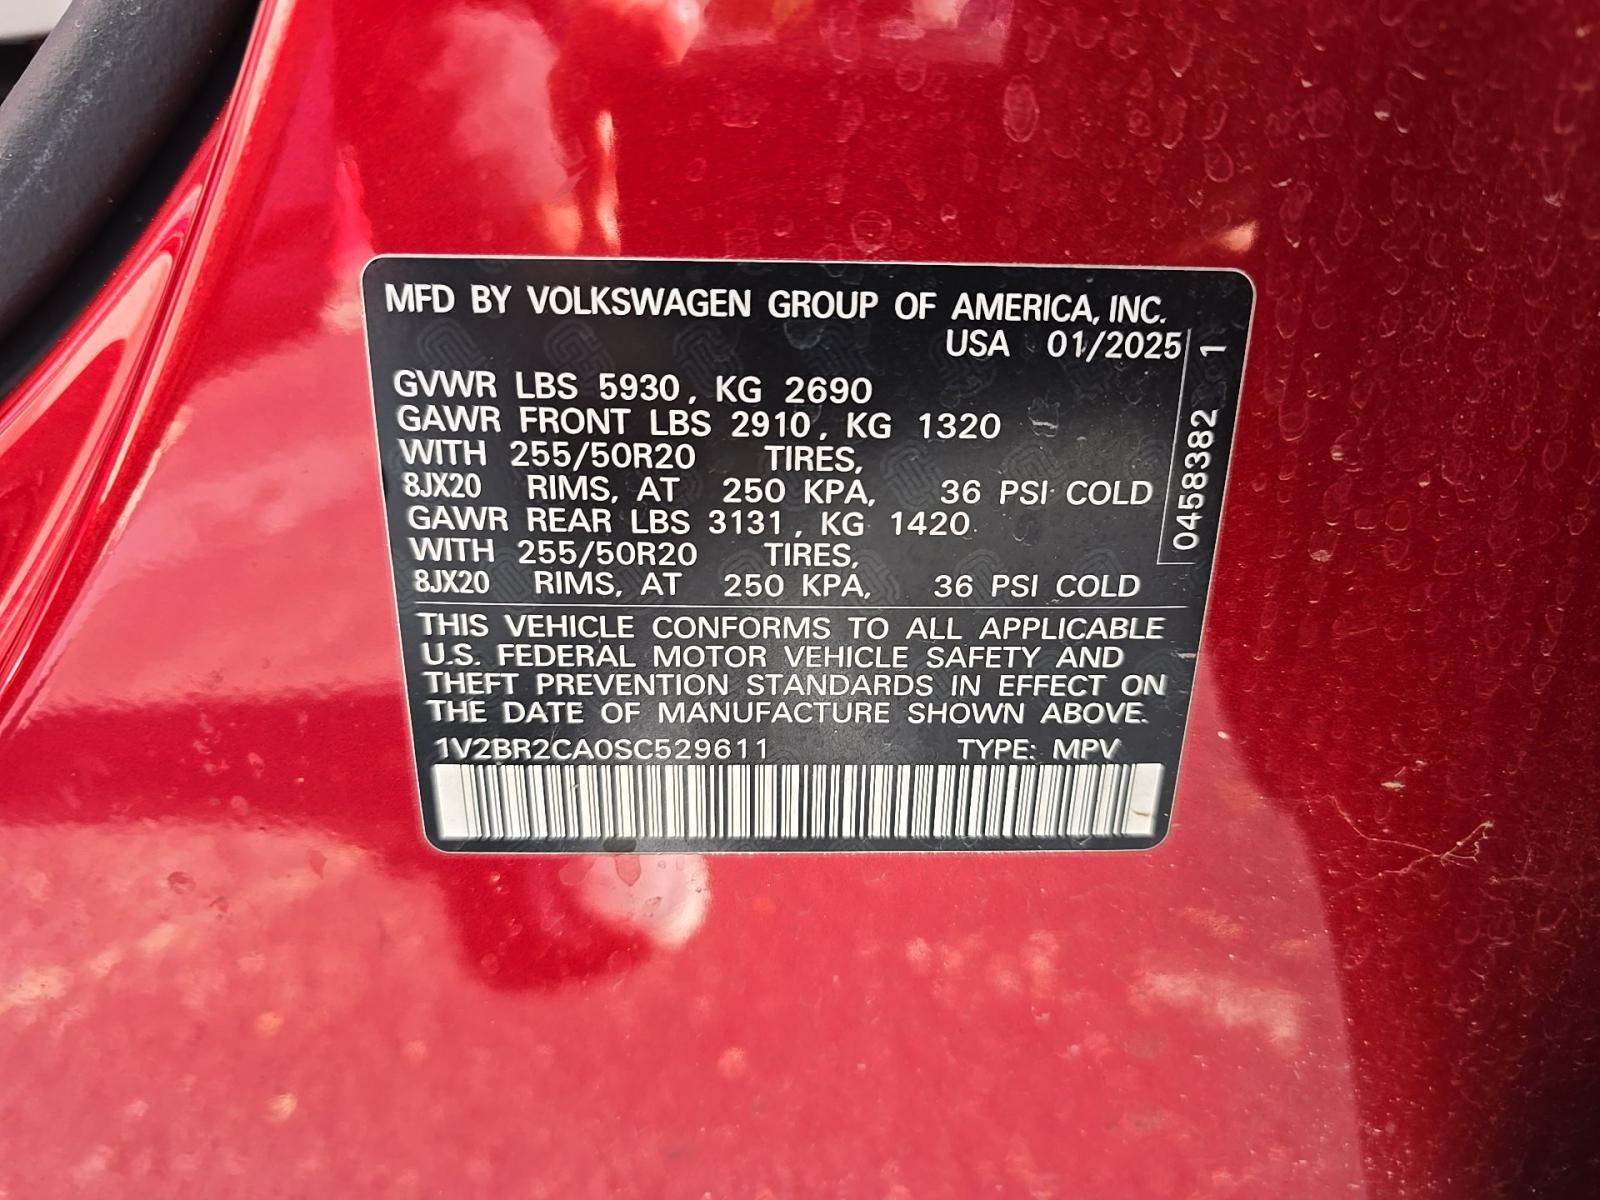 MFD BY VOLKSWAGEN GROUP OF AMERICA, INC.
USA 01/2025
GVWR LBS 5930, KG 2690
GAWR FRONT LBS 2910, KG 1320
WITH 255/50R20 TIRES,
8JX20 RIMS, AT 250 KPA, 36 PSI COLD
GAWR REAR LBS 3131, KG 1420
WITH 255/50R20 TIRES,
8JX20 RIMS, AT 250 KPA, 36 PSI COLD
THIS VEHICLE CONFORMS TO ALL APPLICABLE
U.S. FEDERAL MOTOR VEHICLE SAFETY AND
THEFT PREVENTION STANDARDS IN EFFECT ON
THE DATE OF MANUFACTURE SHOWN ABOVE.
1V2BR2CA0SC529611 TYPE: MPV
0458382 1